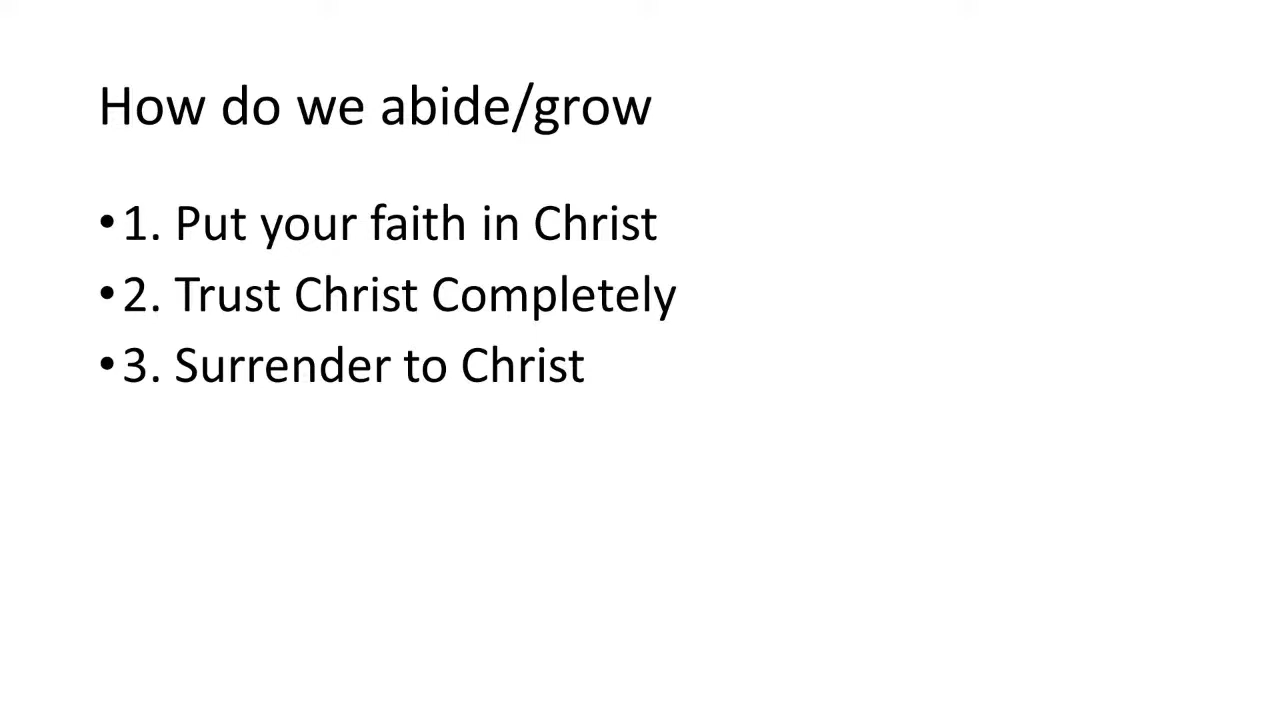 How do we abide/grow
• 1. Put your faith in Christ
• 2. Trust Christ Completely
• 3. Surrender to Christ